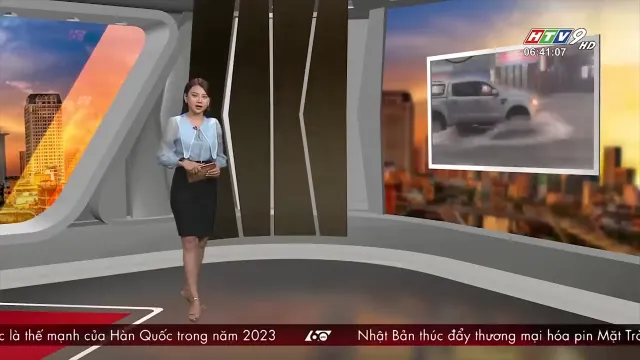 HTV9 HD
06:41:07
c là thế mạnh của Hàn Quốc trong năm 2023 60 Nhật Bản thúc đẩy thương mại hóa pin Mặt Trờ